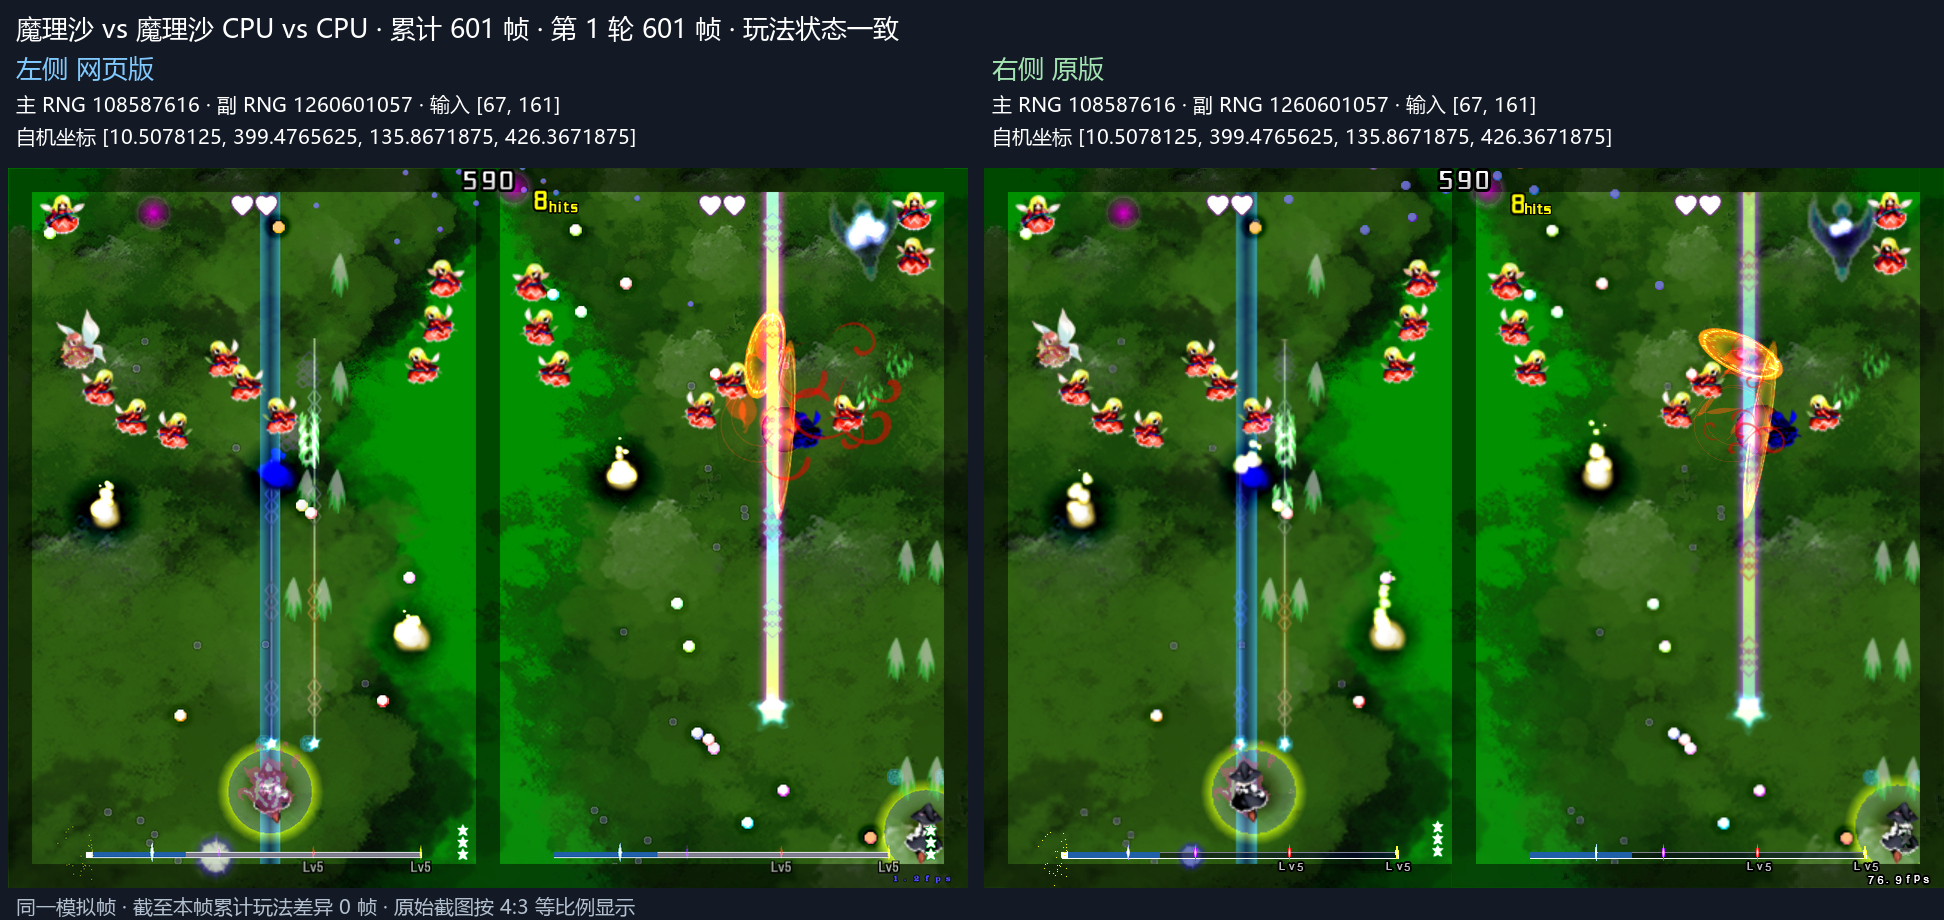 魔理沙 vs 魔理沙 CPU vs CPU · 累计 601 帧 · 第 1 轮 601 帧 · 玩法状态一致
左侧 网页版
主 RNG 108587616 · 副 RNG 1260601057 · 输入 [67, 161]
自机坐标 [10.5078125, 399.4765625, 135.8671875, 426.3671875]
右侧 原版
主 RNG 108587616 · 副 RNG 1260601057 · 输入 [67, 161]
自机坐标 [10.5078125, 399.4765625, 135.8671875, 426.3671875]
590
8hits
Lv5
Lv5
Lv5
Lv5
1.2fps
590
8hits
Lv5
Lv5
Lv5
Lv5
76.9fps
同一模拟帧 · 截至本帧累计玩法差异 0 帧 · 原始截图按 4:3 等比例显示